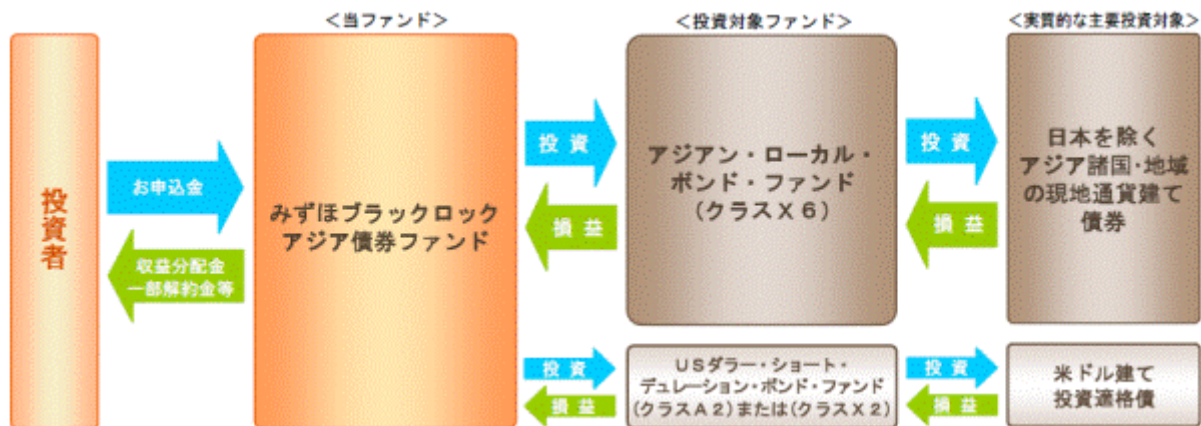 ＜当ファンド＞
＜投資対象ファンド＞
＜実質的な主要投資対象＞
投資者
お申込金
収益分配金
一部解約金等
みずほブラックロック
アジア債券ファンド
投資
損益
アジアン・ローカル・
ボンド・ファンド
(クラスＸ６)
投資
損益
日本を除く
アジア諸国・地域
の現地通貨建て
債券
投資
損益
ＵＳダラー・ショート・
デュレーション・ボンド・ファンド
(クラスＡ２)または(クラスＸ２)
投資
損益
米ドル建て
投資適格債